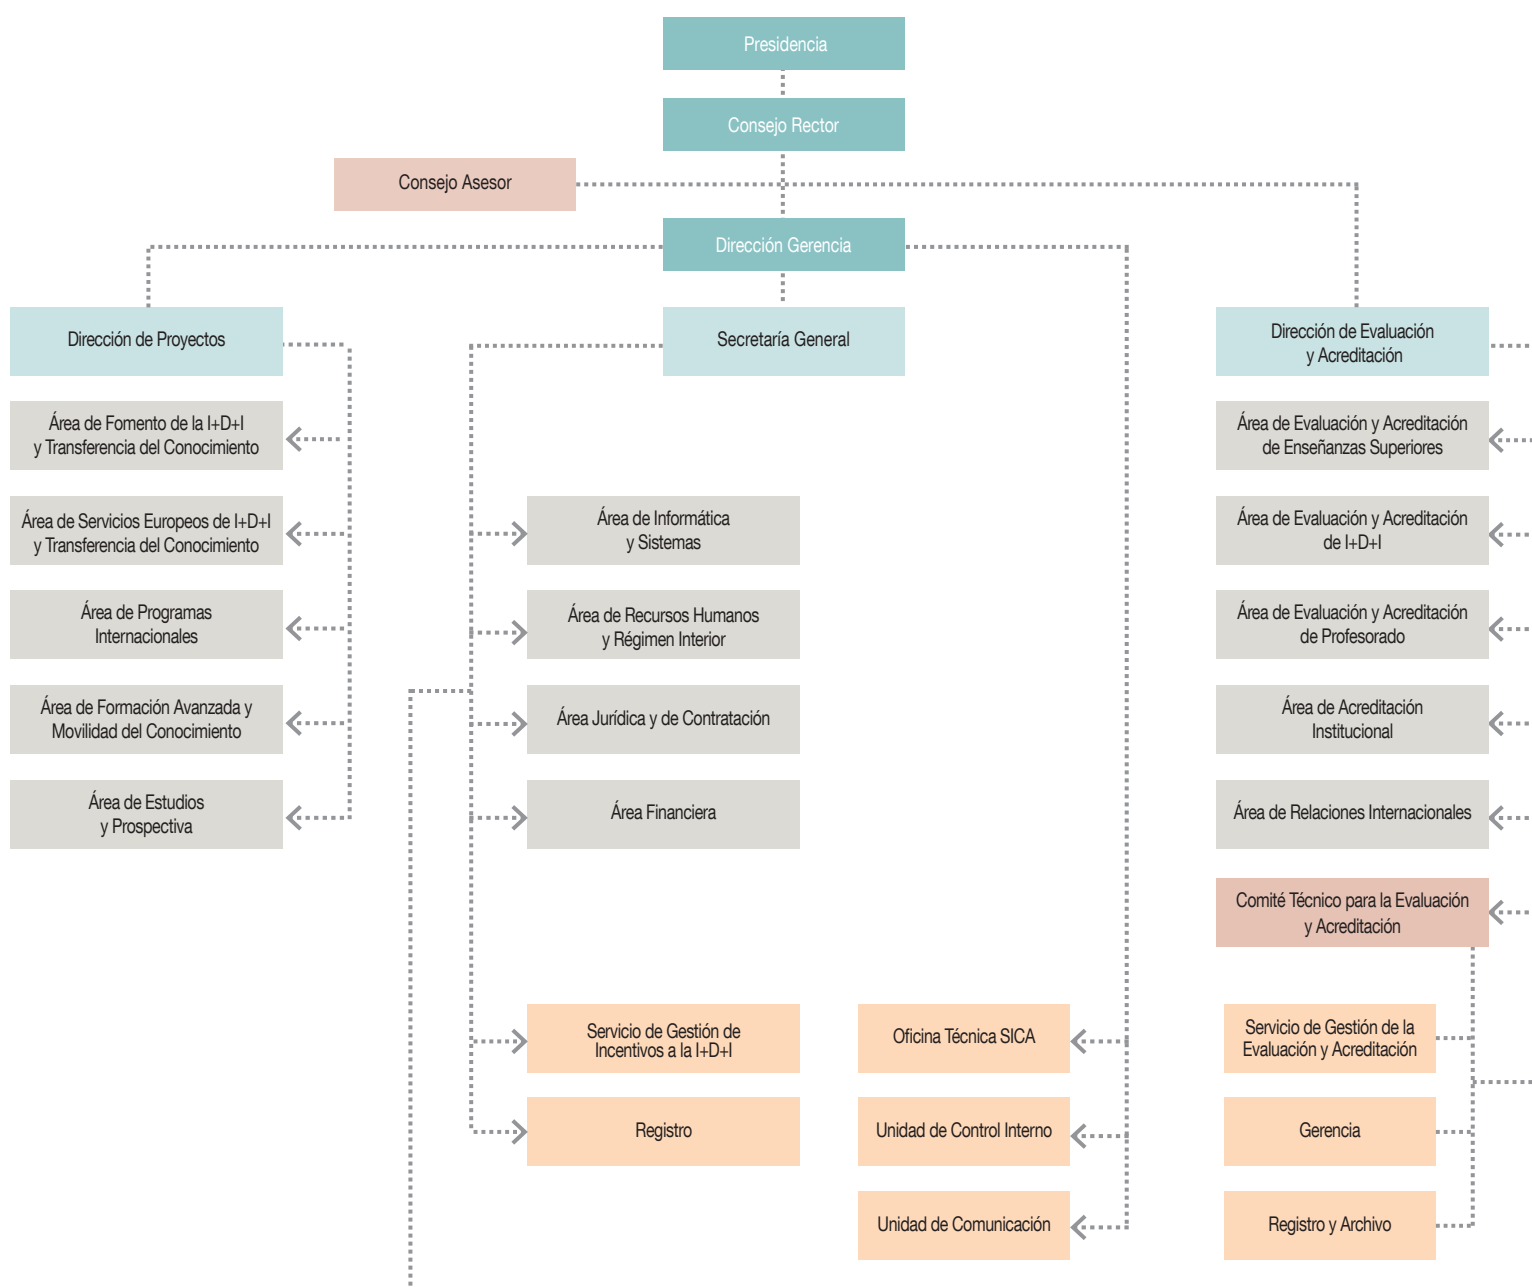 Presidencia
Consejo Rector
Consejo Asesor
Dirección Gerencia
Dirección de Proyectos
Secretaría General
Dirección de Evaluación
y Acreditación
Área de Fomento de la I+D+I
y Transferencia del Conocimiento
Área de Servicios Europeos de I+D+I
y Transferencia del Conocimiento
Área de Programas
Internacionales
Área de Formación Avanzada y
Movilidad del Conocimiento
Área de Estudios
y Prospectiva
Área de Informática
y Sistemas
Área de Recursos Humanos
y Régimen Interior
Área Jurídica y de Contratación
Área Financiera
Servicio de Gestión de
Incentivos a la I+D+I
Registro
Oficina Técnica SICA
Unidad de Control Interno
Unidad de Comunicación
Área de Evaluación y Acreditación
de Enseñanzas Superiores
Área de Evaluación y Acreditación
de I+D+I
Área de Evaluación y Acreditación
de Profesorado
Área de Acreditación
Institucional
Área de Relaciones Internacionales
Comité Técnico para la Evaluación
y Acreditación
Servicio de Gestión de la
Evaluación y Acreditación
Gerencia
Registro y Archivo